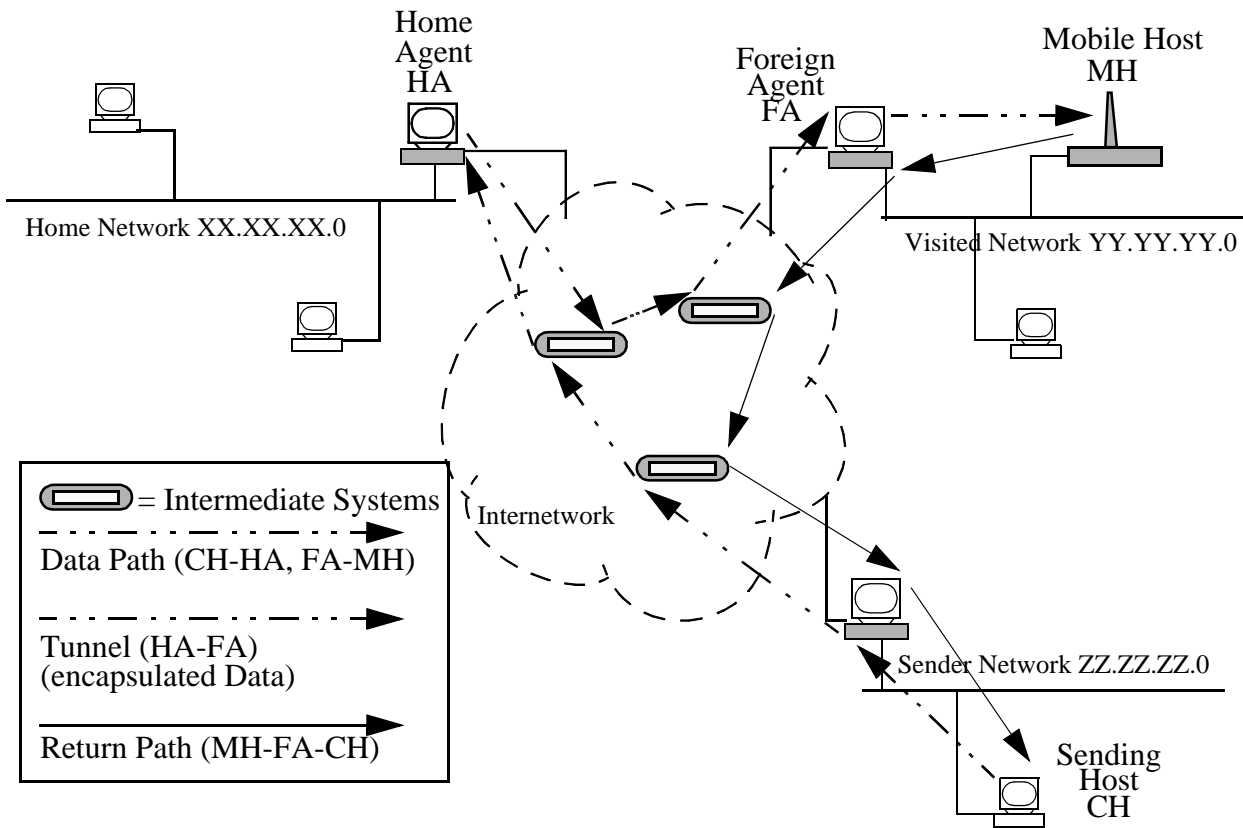 Home
Agent
HA
Foreign
Agent
FA
Mobile Host
MH
Home Network XX.XX.XX.0
Visited Network YY.YY.YY.0
Internetwork
= Intermediate Systems
Data Path (CH-HA, FA-MH)
Tunnel (HA-FA)
(encapsulated Data)
Return Path (MH-FA-CH)
Sender Network ZZ.ZZ.ZZ.0
Sending
Host
CH